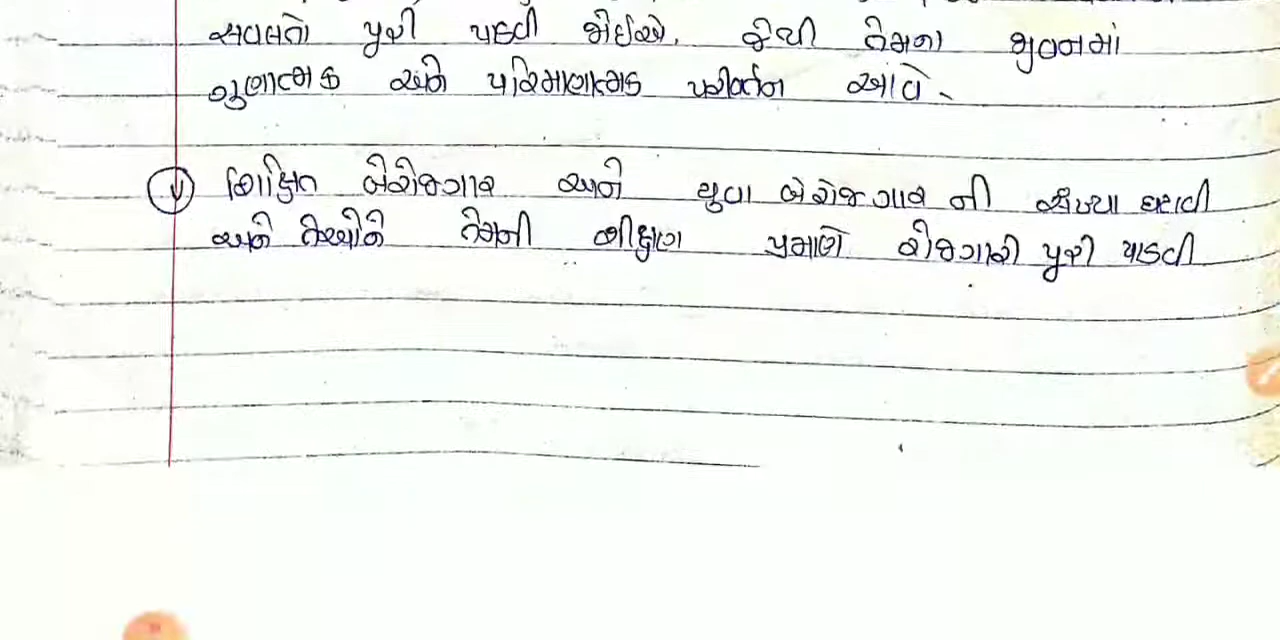 સવલતો પુરી પાડવી જોઈએ. જેથી તેમના જીવનમાં
ગુણાત્મક અને પરિમાણાત્મક પરીવર્તન આવે.
શિક્ષિત બેરોજગાર અને યુવા બેરોજગાર ની સંખ્યા ઘટાવી
અને તેઓને તેમની શીક્ષણ પ્રમાણે રોજગારી પુરી પાડવી